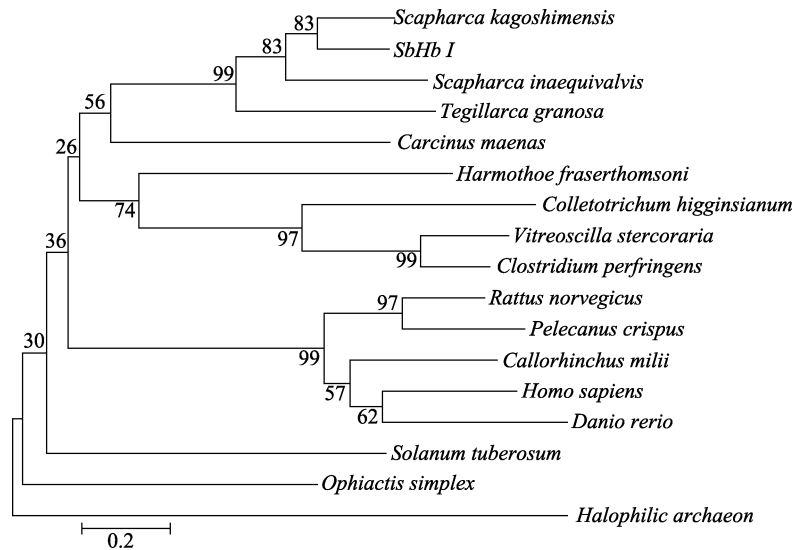 Scapharca kagoshimensis
83
SbHb I
83
Scapharca inaequivalvis
99
Tegillarca granosa
56
Carcinus maenas
26
Harmothoe fraserthomsoni
74
Colletotrichum higginsianum
97
Vitreoscilla stercoraria
99
Clostridium perfringens
36
Rattus norvegicus
97
Pelecanus crispus
30
99
Callorhinchus milii
57
Homo sapiens
62
Danio rerio
Solanum tuberosum
Ophiactis simplex
Halophilic archaeon
0.2